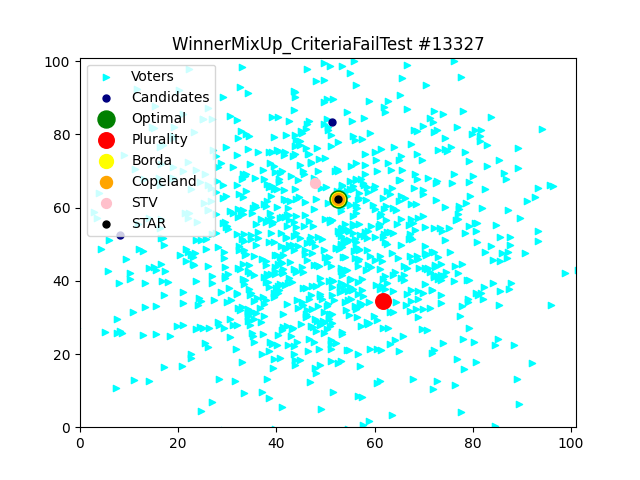 WinnerMixUp_CriteriaFailTest #13327
100
80
60
40
20
0
0
20
40
60
80
100
Voters
Candidates
Optimal
Plurality
Borda
Copeland
STV
STAR